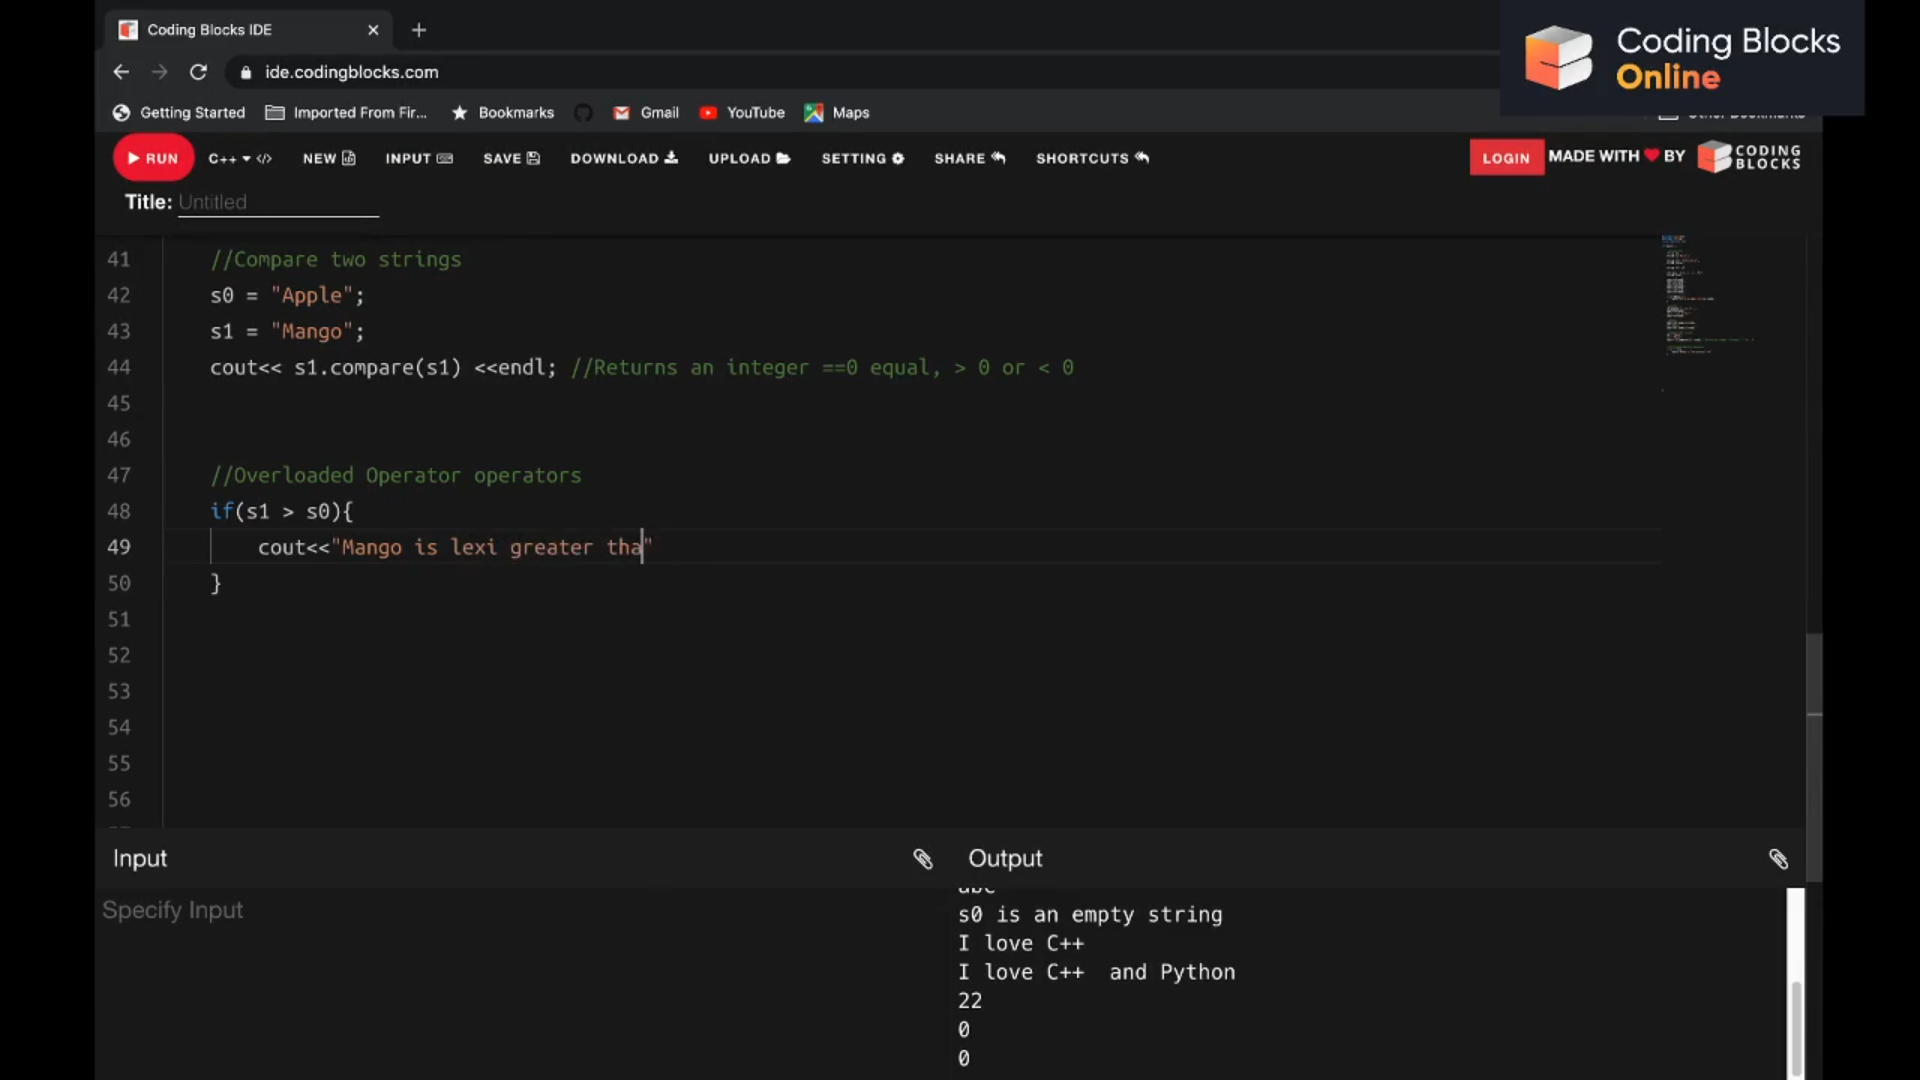 Coding Blocks IDE
Coding Blocks
Online
ide.codingblocks.com
Getting Started Imported From Fir... Bookmarks Gmail YouTube Maps
RUN C++ NEW INPUT SAVE DOWNLOAD UPLOAD SETTING SHARE SHORTCUTS LOGIN MADE WITH BY CODING BLOCKS
Title: Untitled
41 //Compare two strings
42 s0 = "Apple";
43 s1 = "Mango";
44 cout<< s1.compare(s1) <<endl; //Returns an integer ==0 equal, > 0 or < 0
45
46
47 //Overloaded Operator operators
48 if(s1 > s0){
49 cout<<"Mango is lexi greater tha"
50 }
51
52
53
54
55
56
Input
Specify Input
Output
abc
s0 is an empty string
I love C++
I love C++  and Python
22
0
0